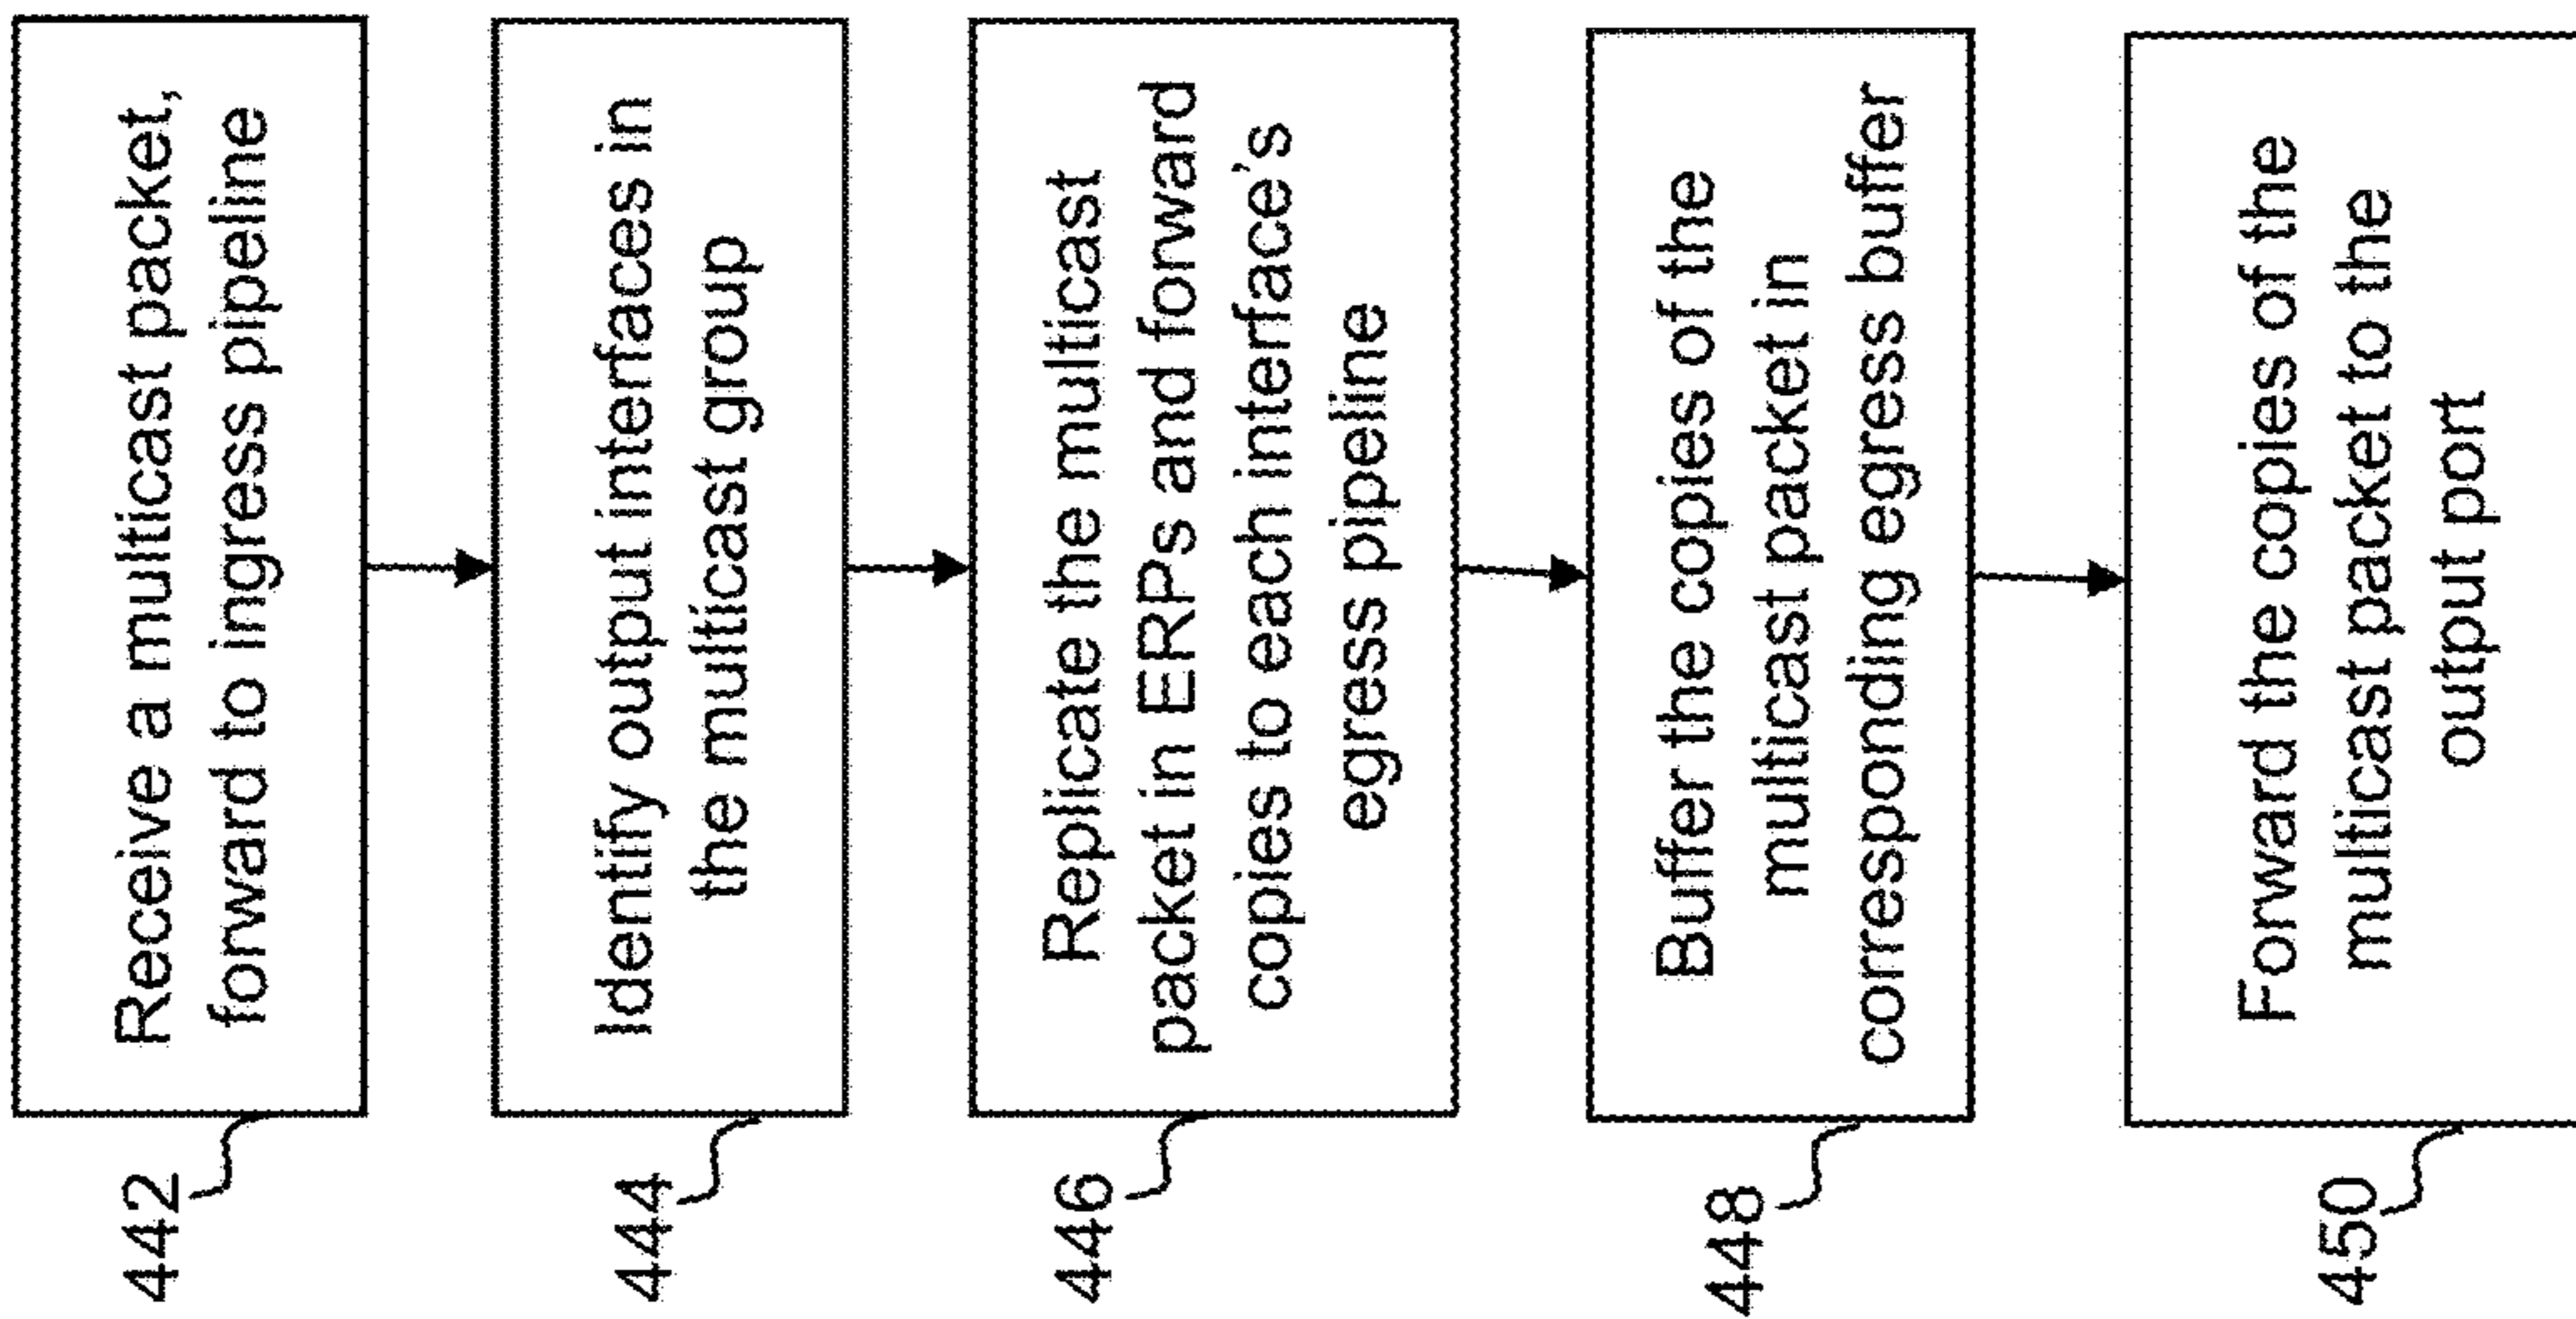 442
Receive a multicast packet,
forward to ingress pipeline
444
Identify output interfaces in
the multicast group
446
Replicate the multicast
packet in ERPs and forward
copies to each interface's
egress pipeline
448
Buffer the copies of the
multicast packet in
corresponding egress buffer
450
Forward the copies of the
multicast packet to the
output port